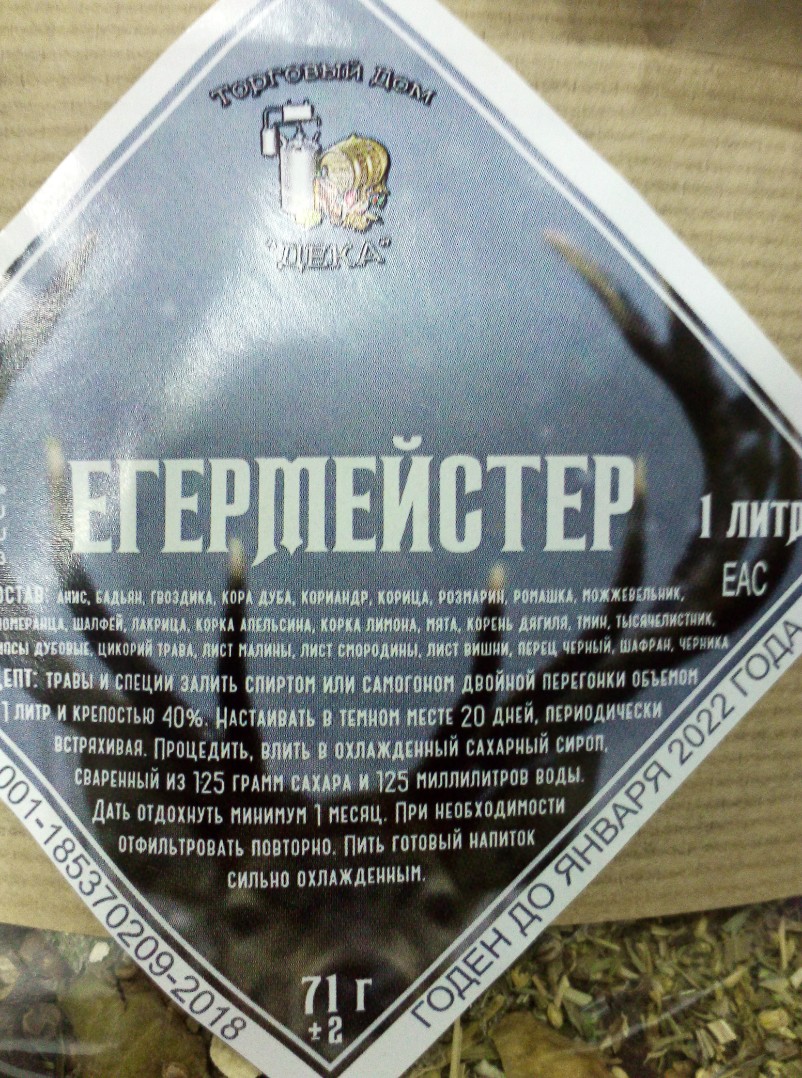 ТОРГОВЫЙ ДОМ
"ДЕКА"
ЕГЕРМЕЙСТЕР
1 ЛИТР
ЕАС
СОСТАВ: АНИС, БАДЬЯН, ГВОЗДИКА, КОРА ДУБА, КОРИАНДР, КОРИЦА, РОЗМАРИН, РОМАШКА, МОЖЖЕВЕЛЬНИК,
ПОМЕРАНЦА, ШАЛФЕЙ, ЛАКРИЦА, КОРКА АПЕЛЬСИНА, КОРКА ЛИМОНА, МЯТА, КОРЕНЬ ДЯГИЛЯ, ТМИН, ТЫСЯЧЕЛИСТНИК,
ДУБОВЫЕ, ЦИКОРИЙ ТРАВА, ЛИСТ МАЛИНЫ, ЛИСТ СМОРОДИНЫ, ЛИСТ ВИШНИ, ПЕРЕЦ ЧЕРНЫЙ, ШАФРАН, ЧЕРНИКА
РЕЦЕПТ: ТРАВЫ И СПЕЦИИ ЗАЛИТЬ СПИРТОМ ИЛИ САМОГОНОМ ДВОЙНОЙ ПЕРЕГОНКИ ОБЪЕМОМ
1 ЛИТР И КРЕПОСТЬЮ 40%. НАСТАИВАТЬ В ТЕМНОМ МЕСТЕ 20 ДНЕЙ, ПЕРИОДИЧЕСКИ
ВСТРЯХИВАЯ. ПРОЦЕДИТЬ, ВЛИТЬ В ОХЛАЖДЕННЫЙ САХАРНЫЙ СИРОП,
СВАРЕННЫЙ ИЗ 125 ГРАММ САХАРА И 125 МИЛЛИЛИТРОВ ВОДЫ.
ДАТЬ ОТДОХНУТЬ МИНИМУМ 1 МЕСЯЦ. ПРИ НЕОБХОДИМОСТИ
ОТФИЛЬТРОВАТЬ ПОВТОРНО. ПИТЬ ГОТОВЫЙ НАПИТОК
СИЛЬНО ОХЛАЖДЕННЫМ.
001-185370209-2018
71 Г
±2
ГОДЕН ДО ЯНВАРЯ 2022 ГОДА